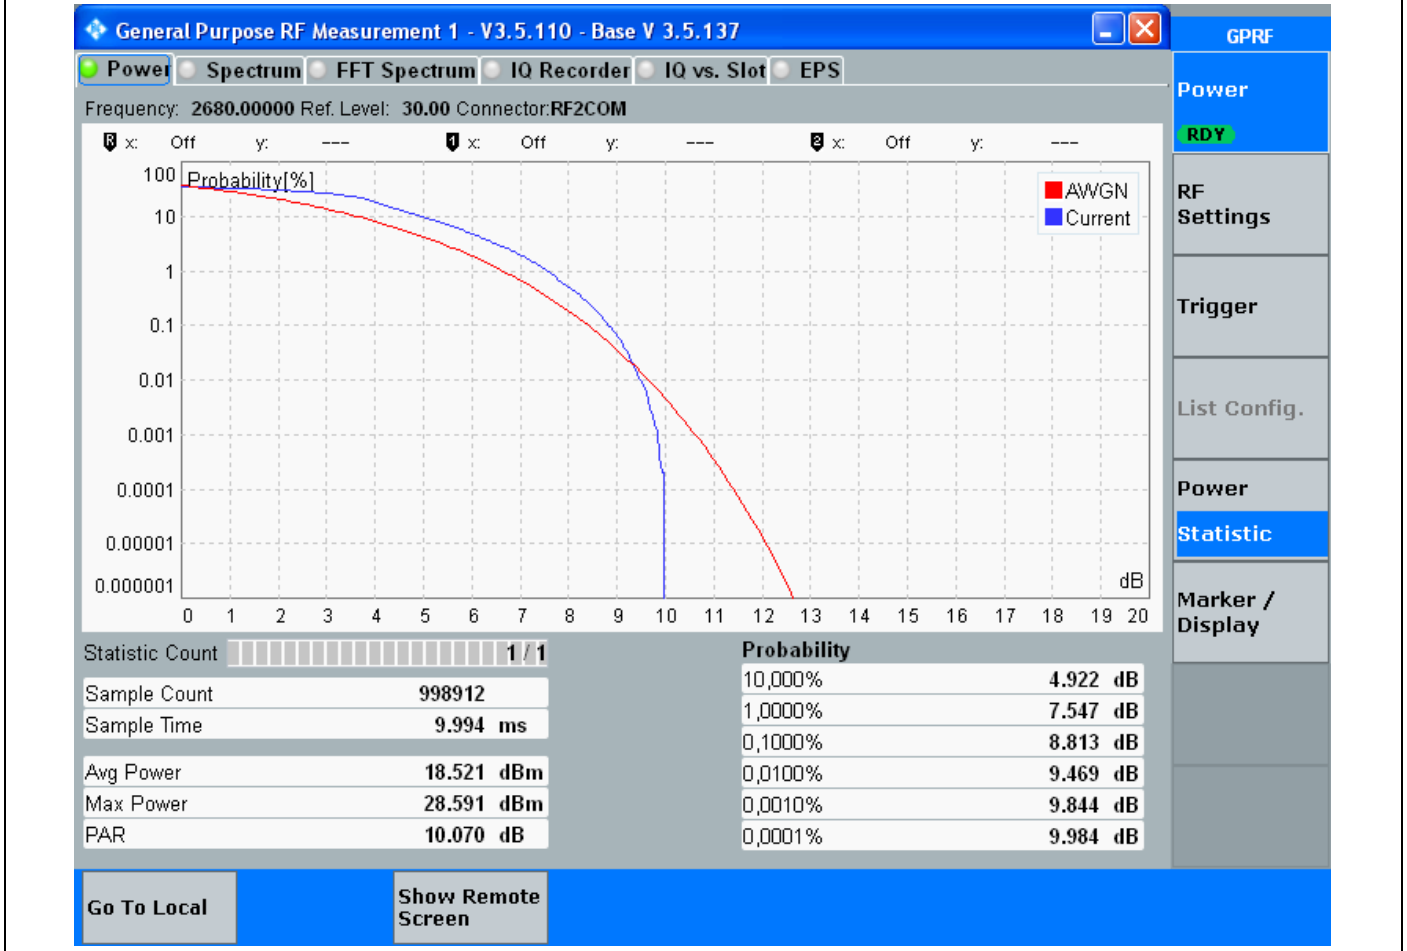 General Purpose RF Measurement 1 - V3.5.110 - Base V 3.5.137
GPRF
Power Spectrum FFT Spectrum IQ Recorder IQ vs. Slot EPS
Frequency: 2680.00000 Ref. Level: 30.00 Connector:RF2COM
R x: Off y: --- 1 x: Off y: --- 2 x: Off y: ---
Probability[%]
AWGN
Current
100
10
1
0.1
0.01
0.001
0.0001
0.00001
0.000001
dB
0 1 2 3 4 5 6 7 8 9 10 11 12 13 14 15 16 17 18 19 20
Statistic Count 1 / 1
Sample Count 998912
Sample Time 9.994 ms
Avg Power 18.521 dBm
Max Power 28.591 dBm
PAR 10.070 dB
Probability
10,000% 4.922 dB
1,0000% 7.547 dB
0,1000% 8.813 dB
0,0100% 9.469 dB
0,0010% 9.844 dB
0,0001% 9.984 dB
Power
RDY
RF
Settings
Trigger
List Config.
Power
Statistic
Marker /
Display
Go To Local
Show Remote
Screen